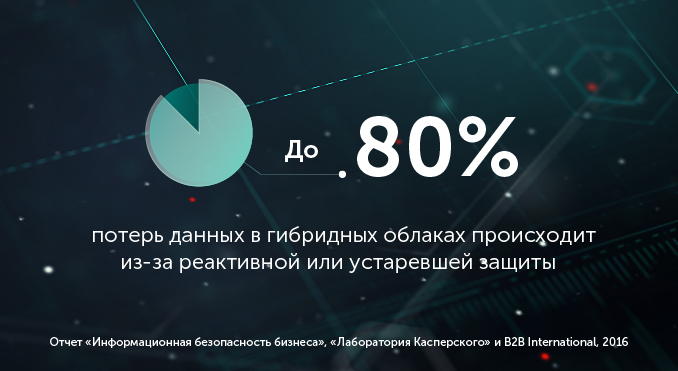 До 80%
потерь данных в гибридных облаках происходит
из-за реактивной или устаревшей защиты
Отчет «Информационная безопасность бизнеса», «Лаборатория Касперского» и B2B International, 2016